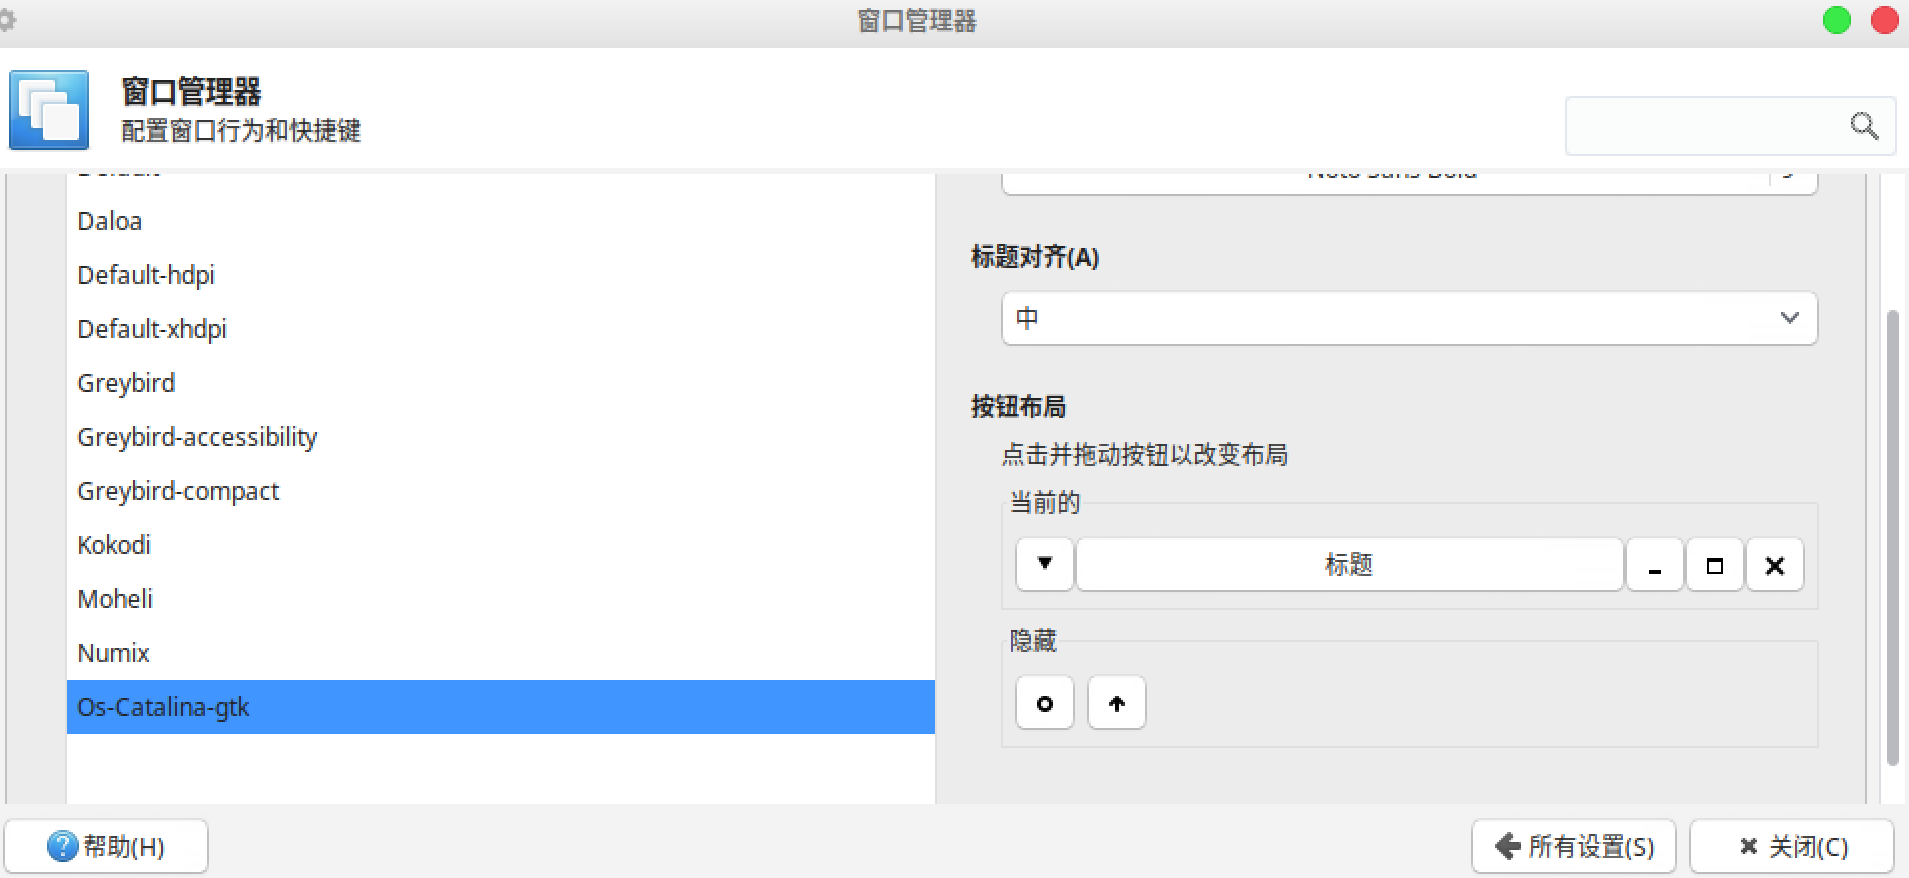 窗口管理器
窗口管理器
配置窗口行为和快捷键
Daloa
Default-hdpi
Default-xhdpi
Greybird
Greybird-accessibility
Greybird-compact
Kokodi
Moheli
Numix
Os-Catalina-gtk
标题对齐(A)
中
按钮布局
点击并拖动按钮以改变布局
当前的
标题
隐藏
帮助(H)
所有设置(S)
关闭(C)